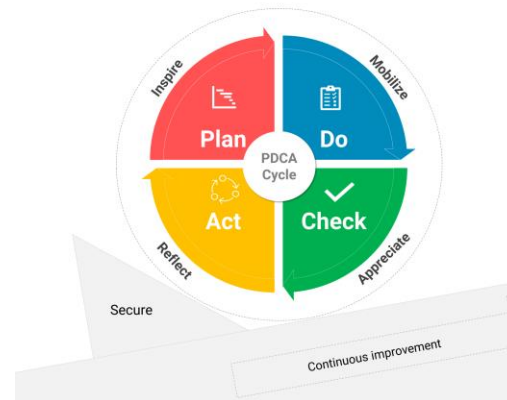 Inspire
Mobilize
Plan
Do
PDCA
Cycle
Act
Check
Reflect
Appreciate
Secure
Continuous improvement